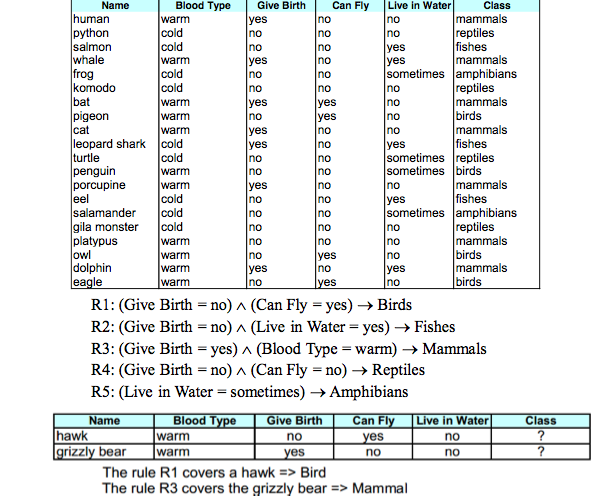 Name Blood Type Give Birth Can Fly Live in Water Class
human warm yes no no mammals
python cold no no no reptiles
salmon cold no no yes fishes
whale warm yes no yes mammals
frog cold no no sometimes amphibians
komodo cold no no no reptiles
bat warm yes yes no mammals
pigeon warm no yes no birds
cat warm yes no no mammals
leopard shark cold yes no yes fishes
turtle cold no no sometimes reptiles
penguin warm no no sometimes birds
porcupine warm yes no no mammals
eel cold no no yes fishes
salamander cold no no sometimes amphibians
gila monster cold no no no reptiles
platypus warm no no no mammals
owl warm no yes no birds
dolphin warm yes no yes mammals
eagle warm no yes no birds
R1: (Give Birth = no) ∧ (Can Fly = yes) → Birds
R2: (Give Birth = no) ∧ (Live in Water = yes) → Fishes
R3: (Give Birth = yes) ∧ (Blood Type = warm) → Mammals
R4: (Give Birth = no) ∧ (Can Fly = no) → Reptiles
R5: (Live in Water = sometimes) → Amphibians
Name Blood Type Give Birth Can Fly Live in Water Class
hawk warm no yes no ?
grizzly bear warm yes no no ?
The rule R1 covers a hawk => Bird
The rule R3 covers the grizzly bear => Mammal